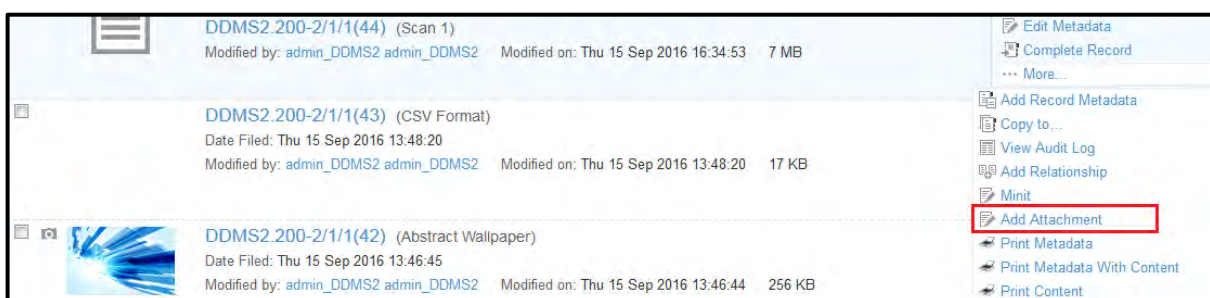 DDMS2.200-2/1/1(44) (Scan 1)
Modified by: admin_DDMS2 admin_DDMS2 Modified on: Thu 15 Sep 2016 16:34:53 7 MB
Edit Metadata
Complete Record
••• More...
DDMS2.200-2/1/1(43) (CSV Format)
Date Filed: Thu 15 Sep 2016 13:48:20
Modified by: admin_DDMS2 admin_DDMS2 Modified on: Thu 15 Sep 2016 13:48:20 17 KB
Add Record Metadata
Copy to...
View Audit Log
Add Relationship
Minit
Add Attachment
Print Metadata
Print Metadata With Content
Print Content
DDMS2.200-2/1/1(42) (Abstract Wallpaper)
Date Filed: Thu 15 Sep 2016 13:46:45
Modified by: admin_DDMS2 admin_DDMS2 Modified on: Thu 15 Sep 2016 13:46:44 256 KB